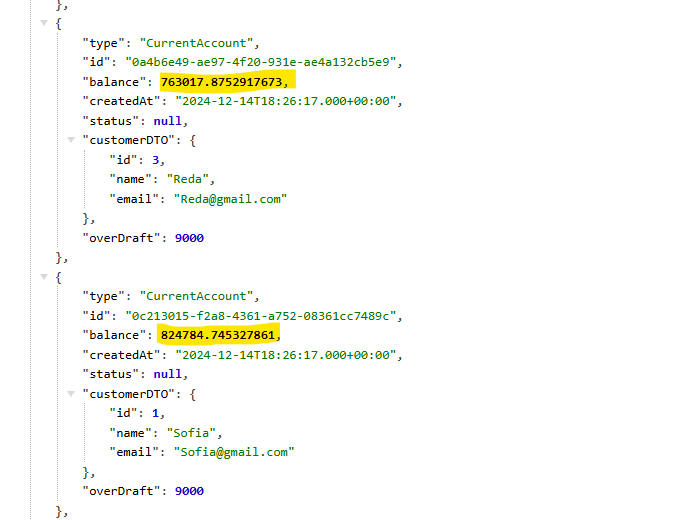 },
{
"type": "CurrentAccount",
"id": "0a4b6e49-ae97-4f20-931e-ae4a132cb5e9",
"balance": 763017.8752917673,
"createdAt": "2024-12-14T18:26:17.000+00:00",
"status": null,
"customerDTO": {
"id": 3,
"name": "Reda",
"email": "Reda@gmail.com"
},
"overDraft": 9000
},
{
"type": "CurrentAccount",
"id": "0c213015-f2a8-4361-a752-08361cc7489c",
"balance": 824784.745327861,
"createdAt": "2024-12-14T18:26:17.000+00:00",
"status": null,
"customerDTO": {
"id": 1,
"name": "Sofia",
"email": "Sofia@gmail.com"
},
"overDraft": 9000
},